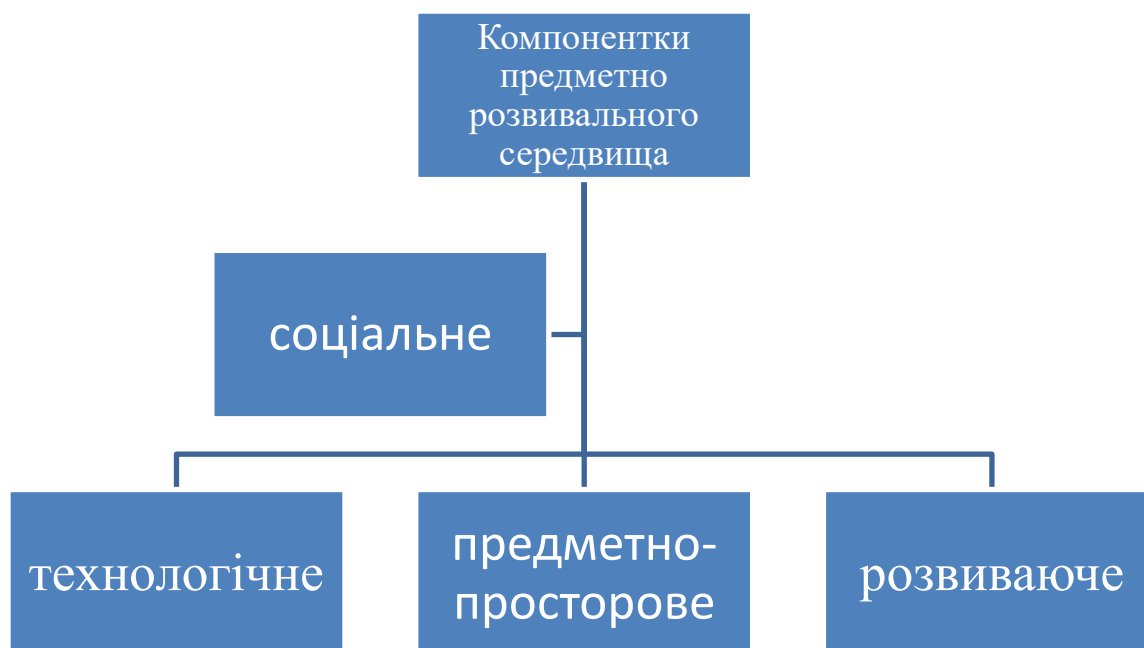 Компонентки
предметно
розвивального
середвища
соціальне
технологічне
предметно-
просторове
розвиваюче